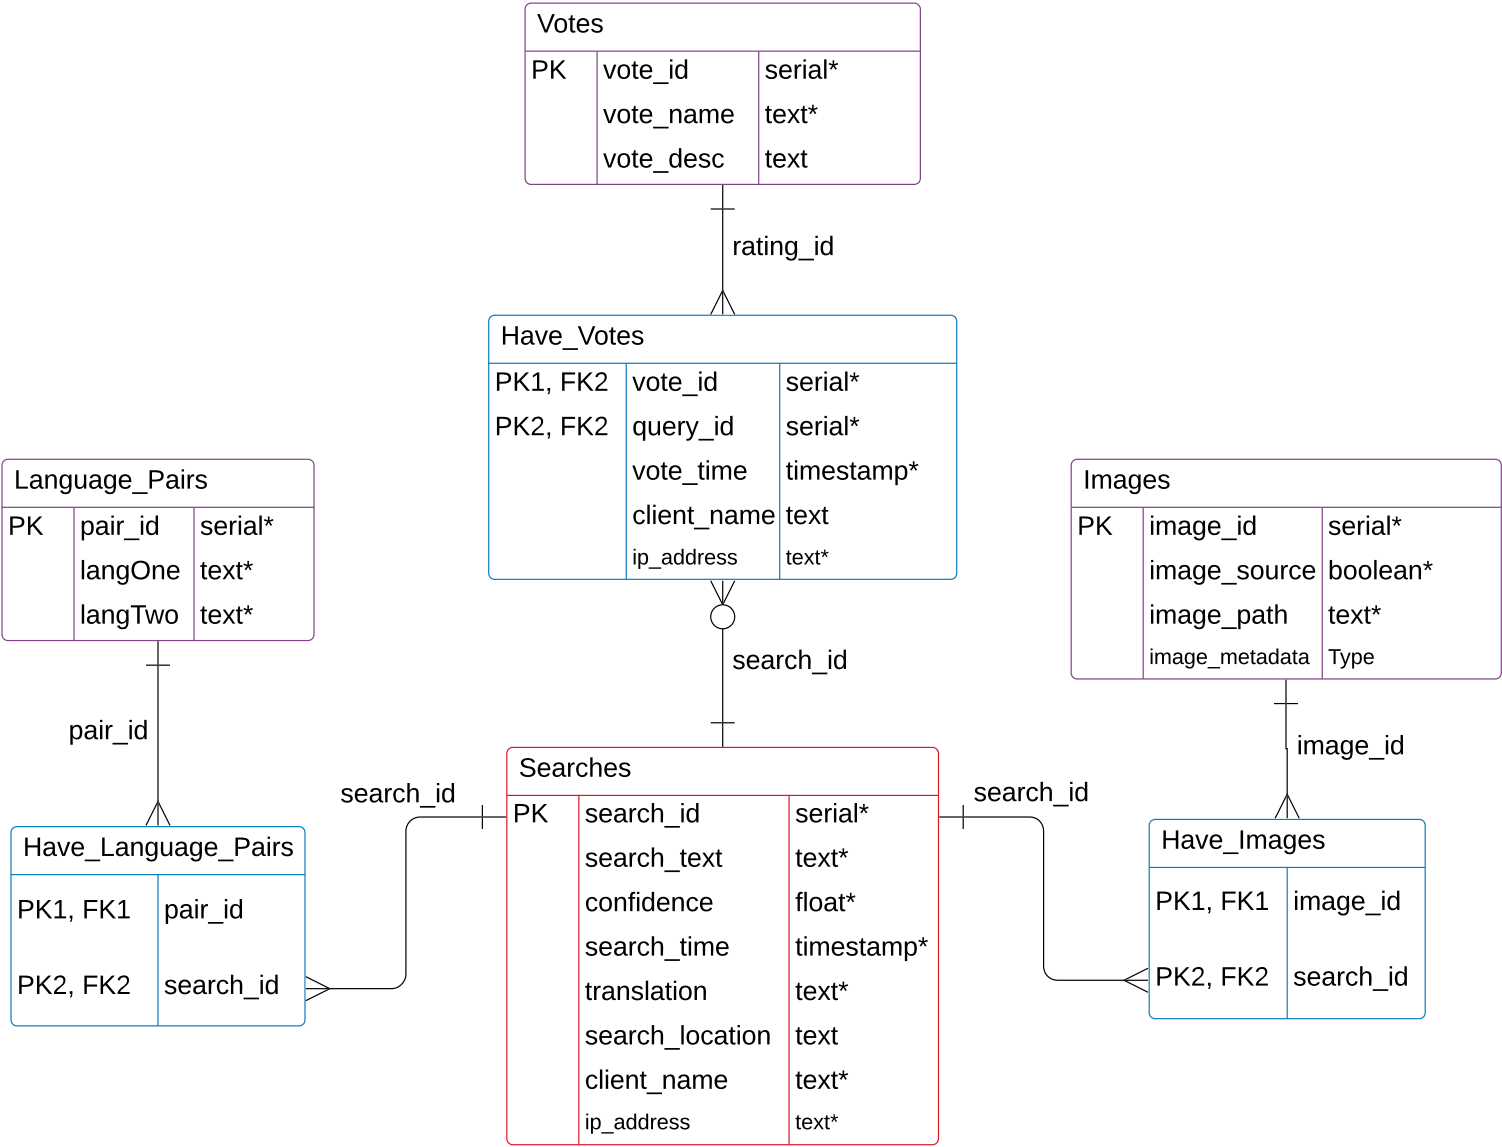 Votes
PK vote_id serial*
vote_name text*
vote_desc text
rating_id
Have_Votes
PK1, FK2 vote_id serial*
PK2, FK2 query_id serial*
vote_time timestamp*
client_name text
ip_address text*
search_id
Language_Pairs
PK pair_id serial*
langOne text*
langTwo text*
pair_id
Have_Language_Pairs
PK1, FK1 pair_id
PK2, FK2 search_id
search_id
Searches
PK search_id serial*
search_text text*
confidence float*
search_time timestamp*
translation text*
search_location text
client_name text*
ip_address text*
search_id
Images
PK image_id serial*
image_source boolean*
image_path text*
image_metadata Type
image_id
Have_Images
PK1, FK1 image_id
PK2, FK2 search_id